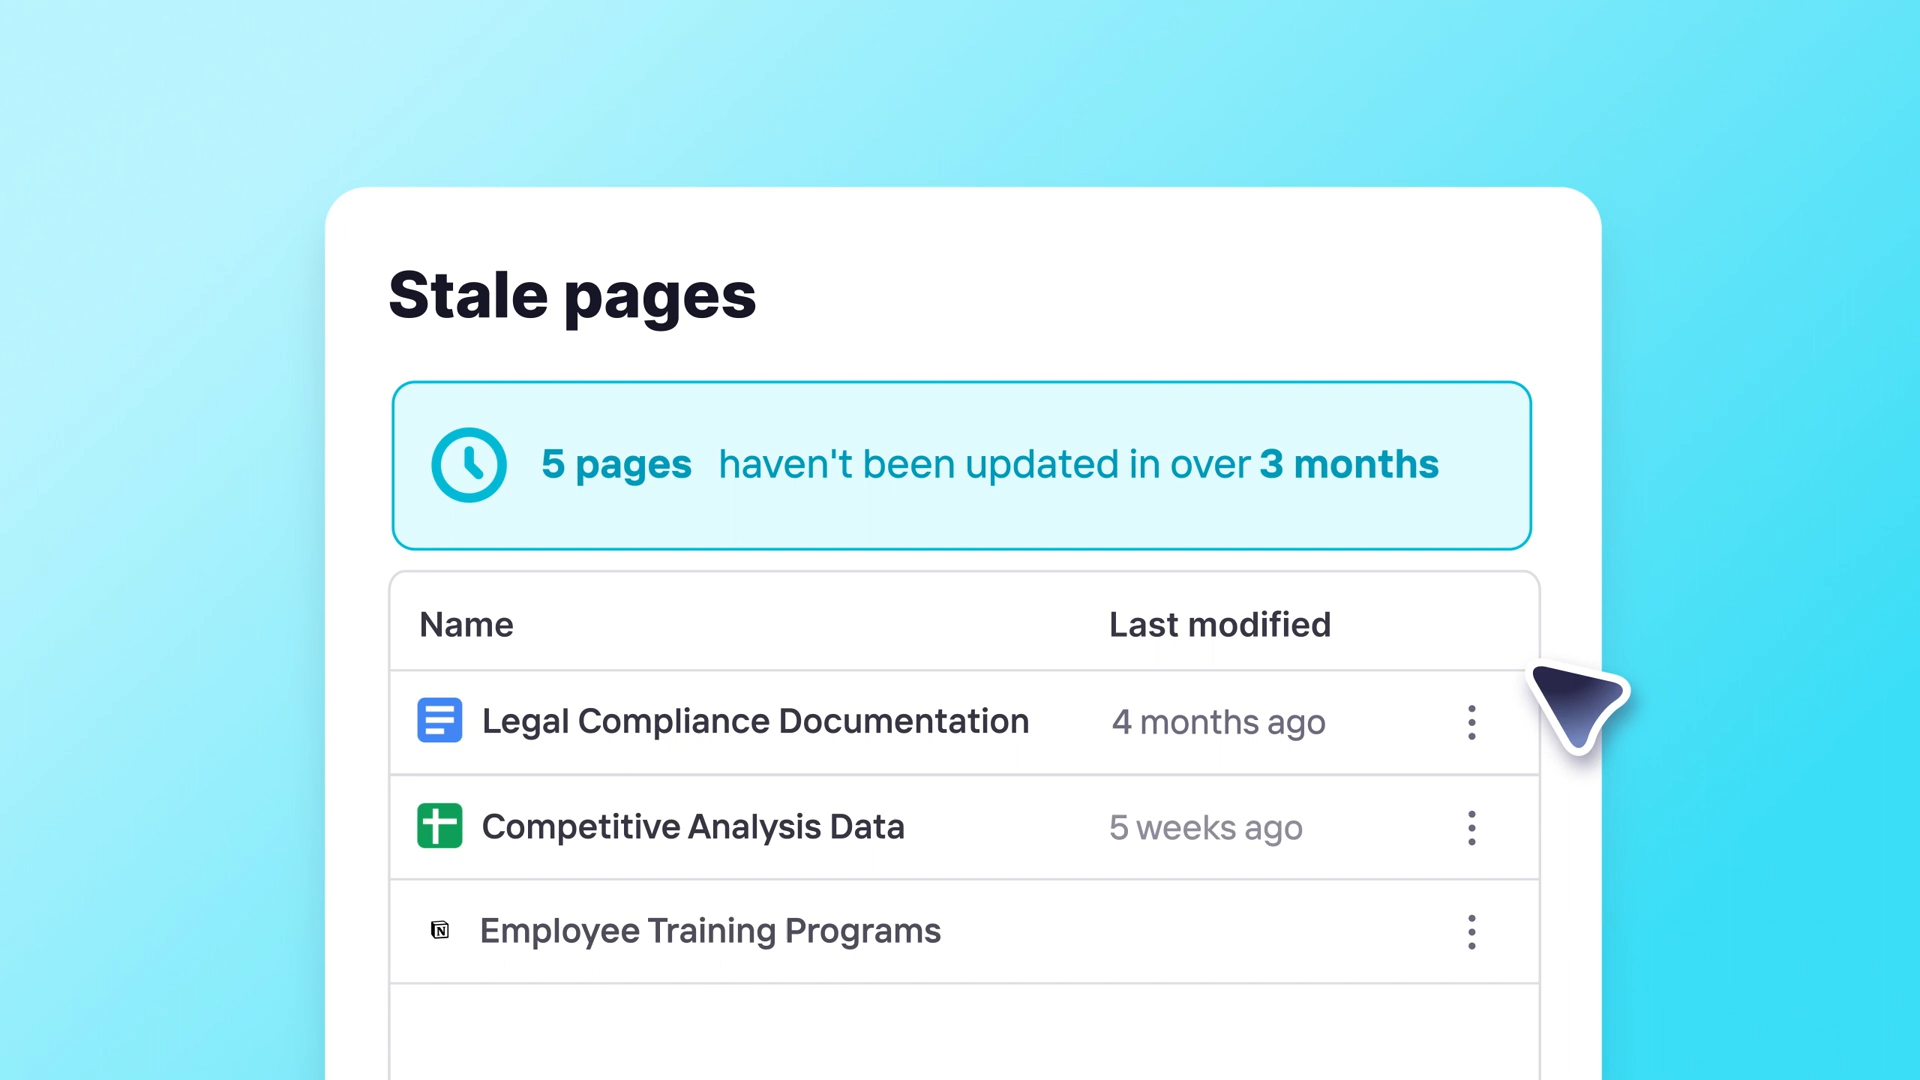 Stale pages
5 pages haven't been updated in over 3 months
Name Last modified
Legal Compliance Documentation 4 months ago
Competitive Analysis Data 5 weeks ago
N
Employee Training Programs